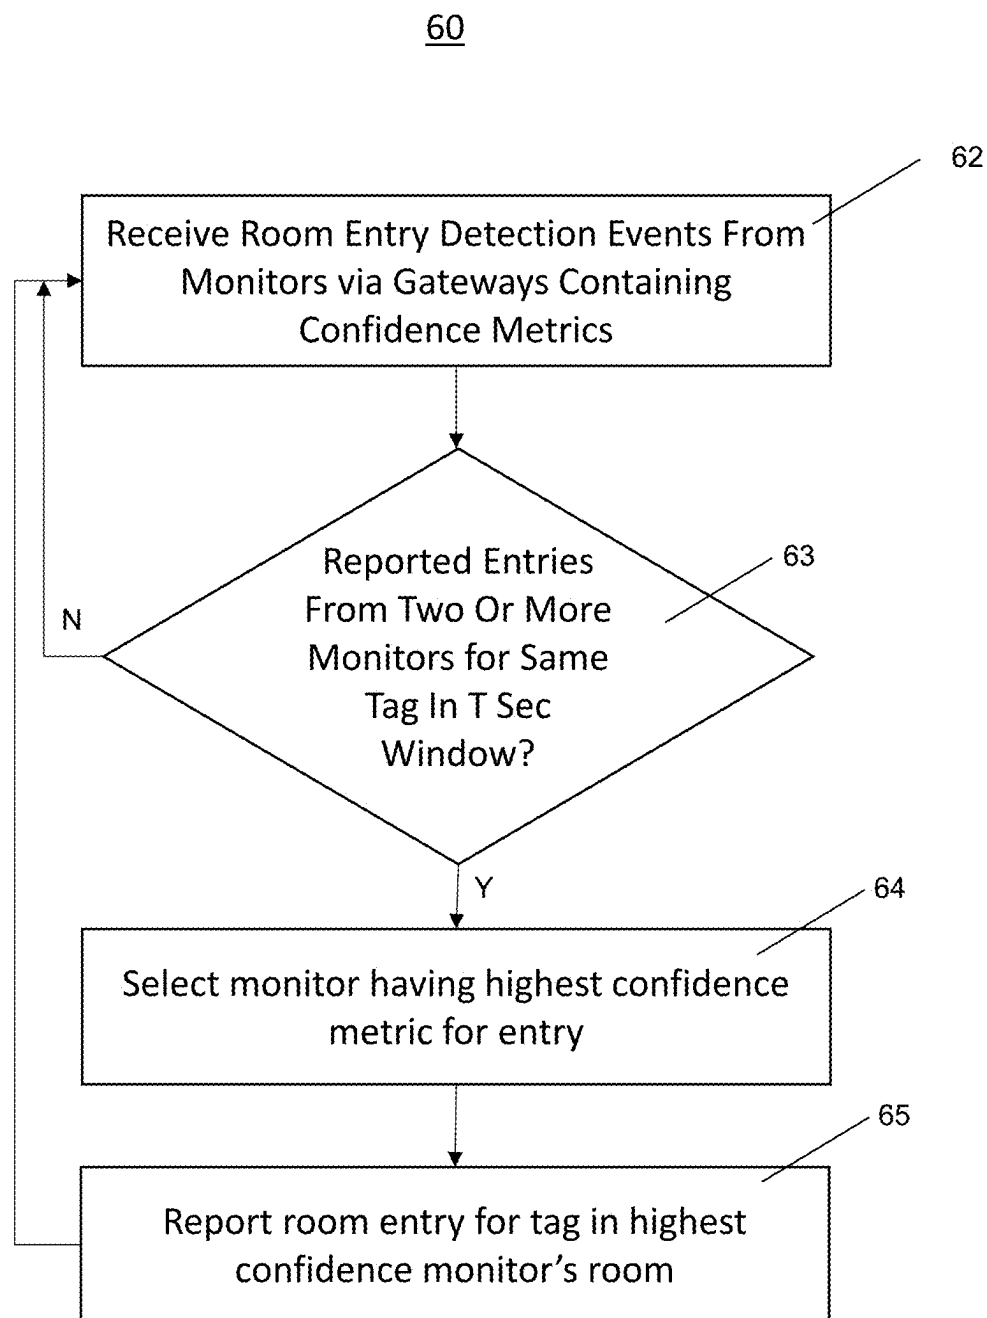 60
62
Receive Room Entry Detection Events From
Monitors via Gateways Containing
Confidence Metrics
63
Reported Entries
From Two Or More
Monitors for Same
Tag In T Sec
Window?
N
Y
64
Select monitor having highest confidence
metric for entry
65
Report room entry for tag in highest
confidence monitor's room